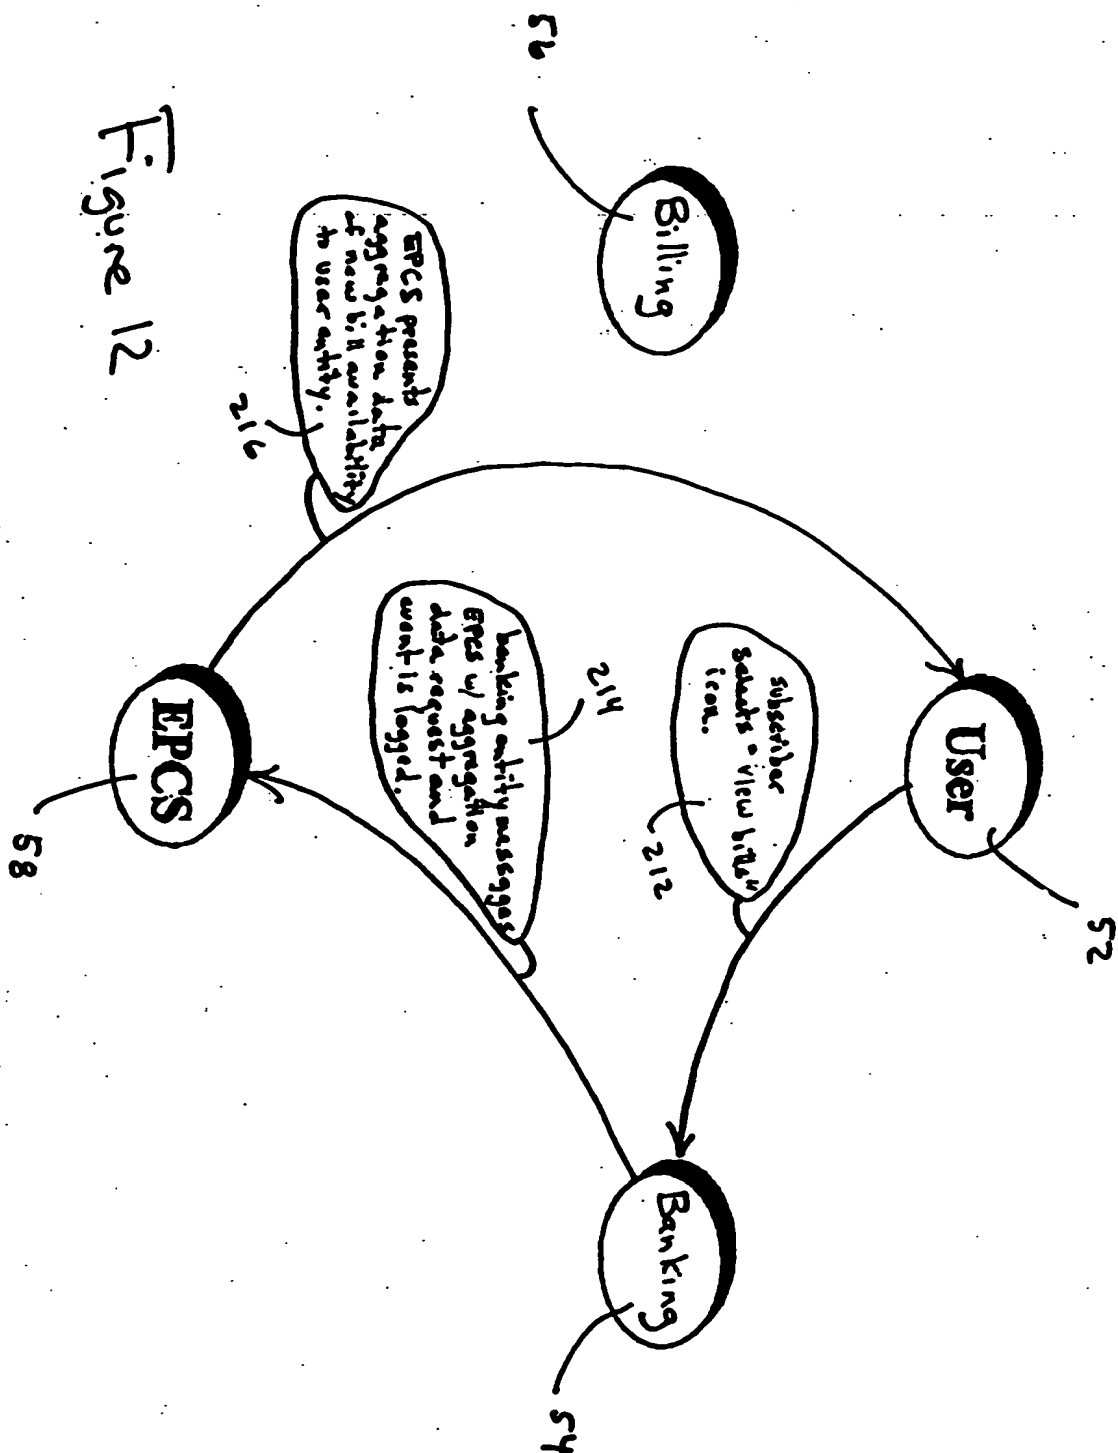 52
User
subscriber
selects "view bills"
icon.
212
Billing
56
Banking
54
214
banking entity messages
EPCS w/ aggregation
data request and
event is logged.
EPCS presents
aggregation data
of new bill availability
to user entity.
216
EPCS
58
Figure 12